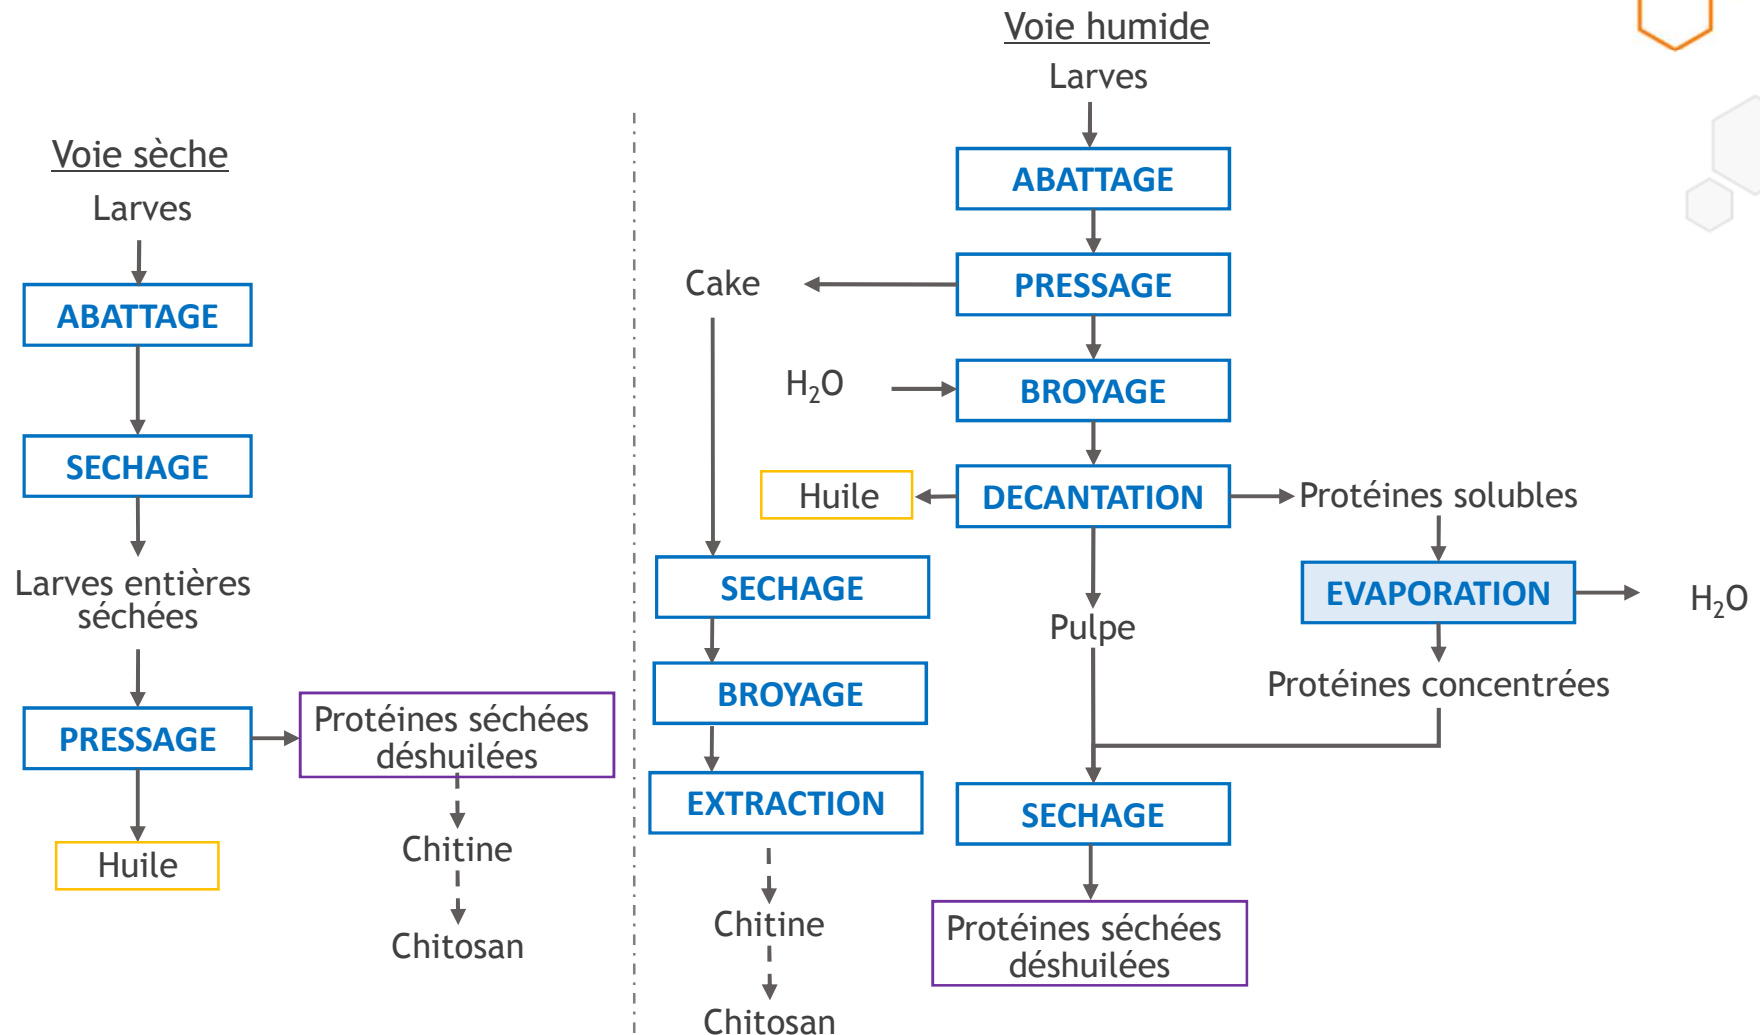 Voie sèche
Larves
ABATTAGE
SECHAGE
Larves entières
séchées
PRESSAGE
Protéines séchées
déshuilées
Huile
Chitine
Chitosan
Voie humide
Larves
ABATTAGE
Cake
PRESSAGE
H₂O
BROYAGE
Huile
DECANTATION
Protéines solubles
SECHAGE
EVAPORATION
H₂O
Pulpe
BROYAGE
Protéines concentrées
EXTRACTION
SECHAGE
Chitine
Protéines séchées
déshuilées
Chitosan